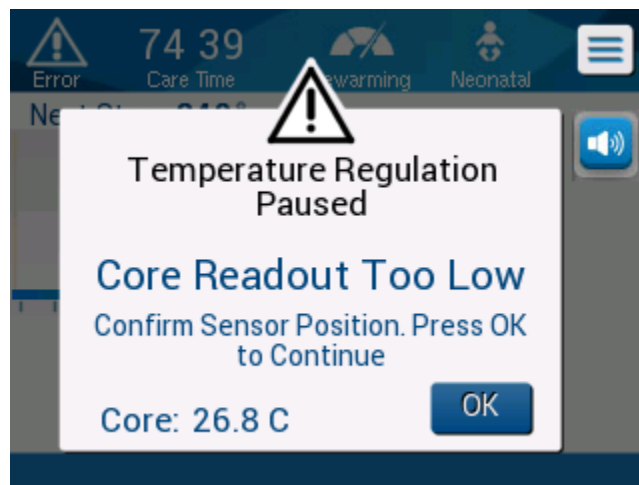 74 39
Error
Care Time
Neonatal
Temperature Regulation
Paused
Core Readout Too Low
Confirm Sensor Position. Press OK
to Continue
Core: 26.8 C
OK